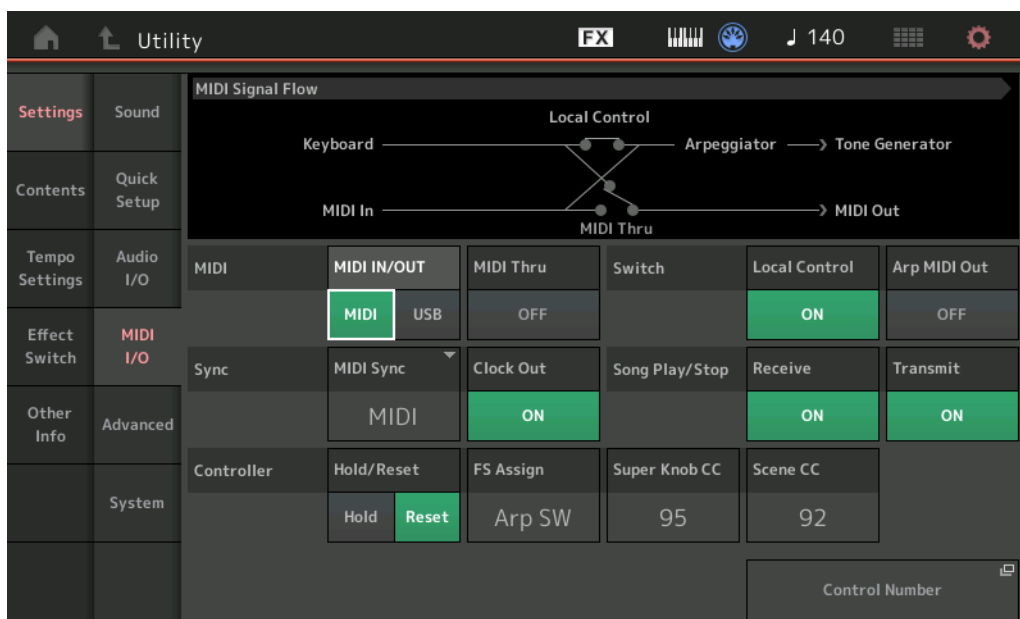 Utility
FX
140
MIDI Signal Flow
Local Control
Keyboard
Arpeggiator
Tone Generator
MIDI In
MIDI Out
MIDI Thru
Settings
Sound
Contents
Quick
Setup
Tempo
Settings
Audio
I/O
Effect
Switch
MIDI
I/O
Other
Info
Advanced
System
MIDI
MIDI IN/OUT
MIDI
USB
MIDI Thru
OFF
Switch
Local Control
ON
Arp MIDI Out
OFF
Sync
MIDI Sync
MIDI
Clock Out
ON
Song Play/Stop
Receive
ON
Transmit
ON
Controller
Hold/Reset
Hold
Reset
FS Assign
Arp SW
Super Knob CC
95
Scene CC
92
Control Number